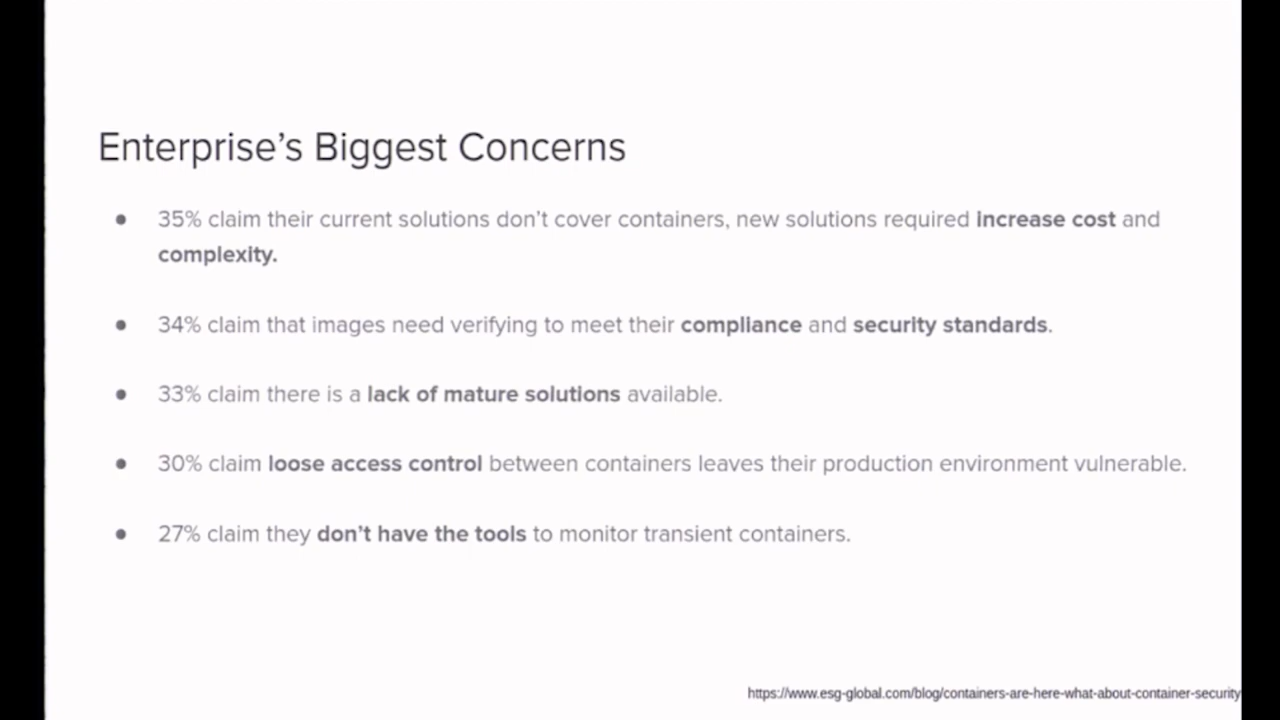 Enterprise’s Biggest Concerns
● 35% claim their current solutions don’t cover containers, new solutions required increase cost and
complexity.
● 34% claim that images need verifying to meet their compliance and security standards.
● 33% claim there is a lack of mature solutions available.
● 30% claim loose access control between containers leaves their production environment vulnerable.
● 27% claim they don’t have the tools to monitor transient containers.
https://www.esg-global.com/blog/containers-are-here-what-about-container-security